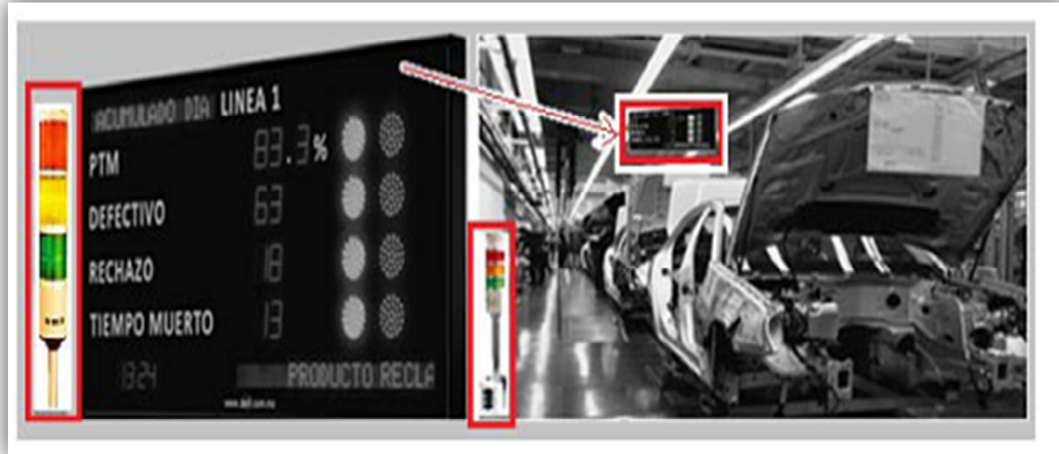 ACUMULADO DIA LINEA 1
PTM 83.3%
DEFECTIVO 63
RECHAZO 18
TIEMPO MUERTO 13
1324 PRODUCTO RECLA